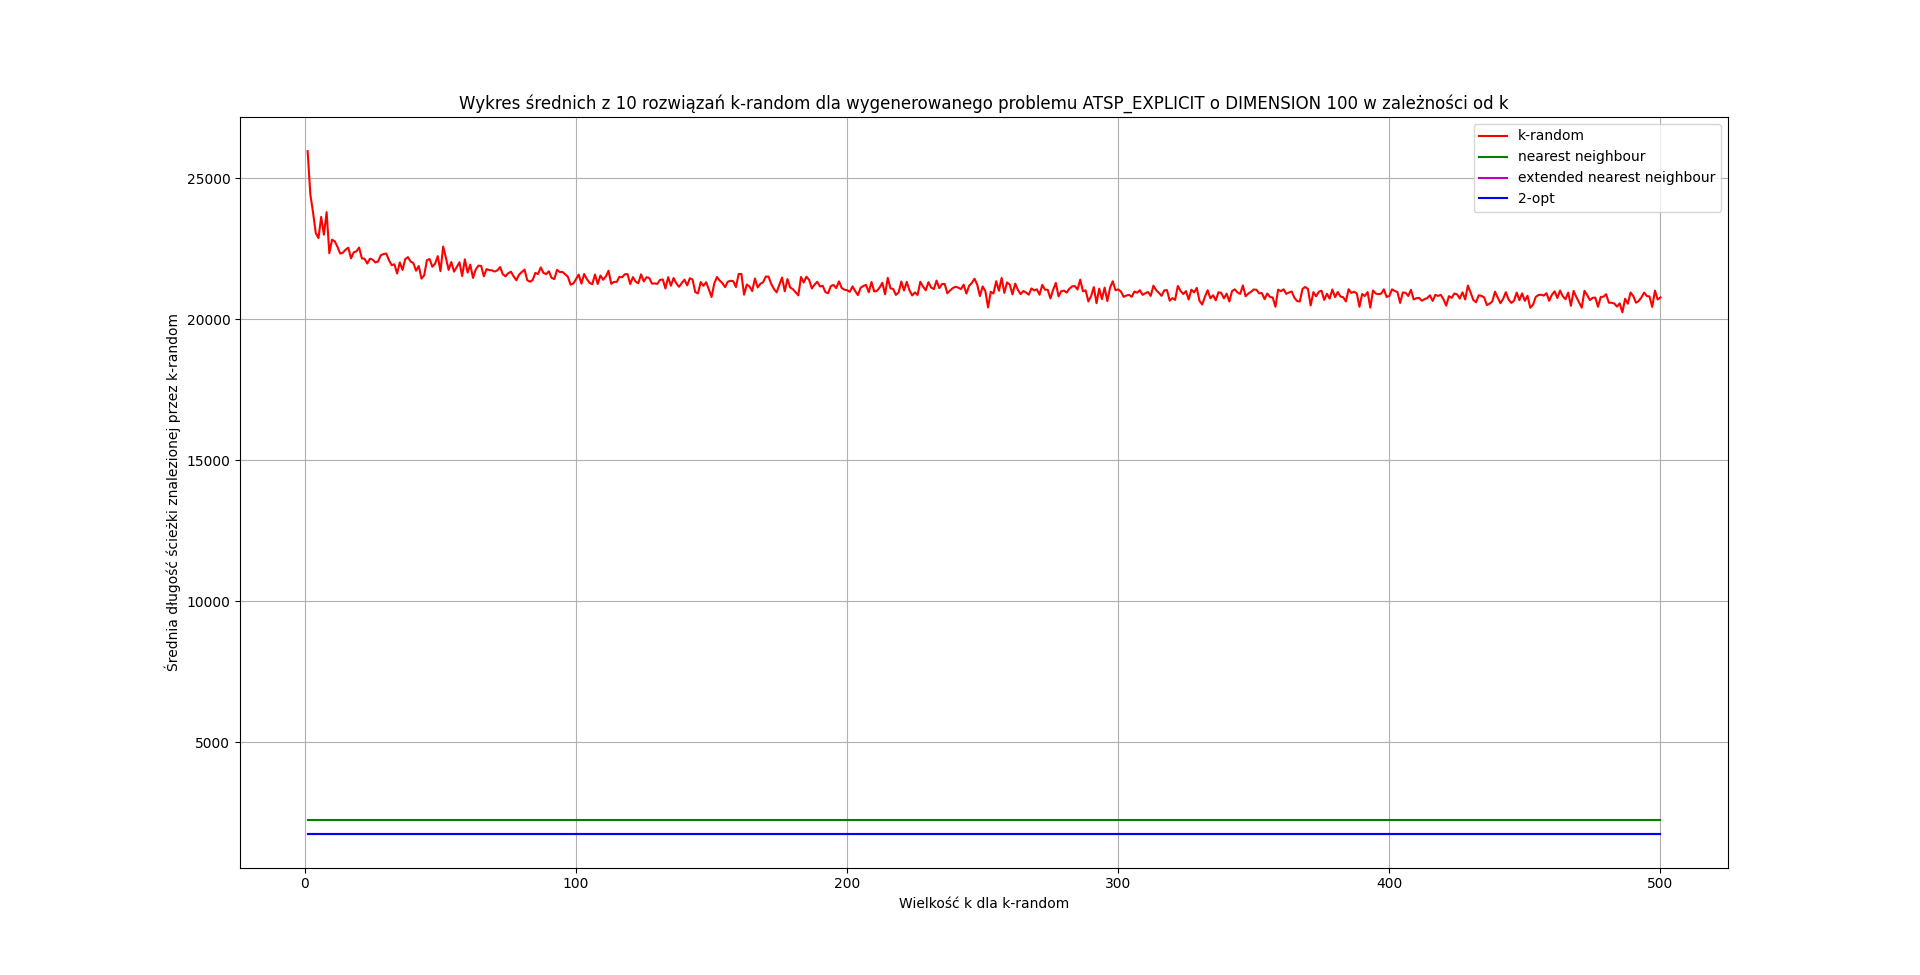 Wykres średnich z 10 rozwiązań k-random dla wygenerowanego problemu ATSP_EXPLICIT o DIMENSION 100 w zależności od k
k-random
nearest neighbour
extended nearest neighbour
2-opt
25000
20000
15000
10000
5000
Średnia długość ścieżki znalezionej przez k-random
0 100 200 300 400 500
Wielkość k dla k-random